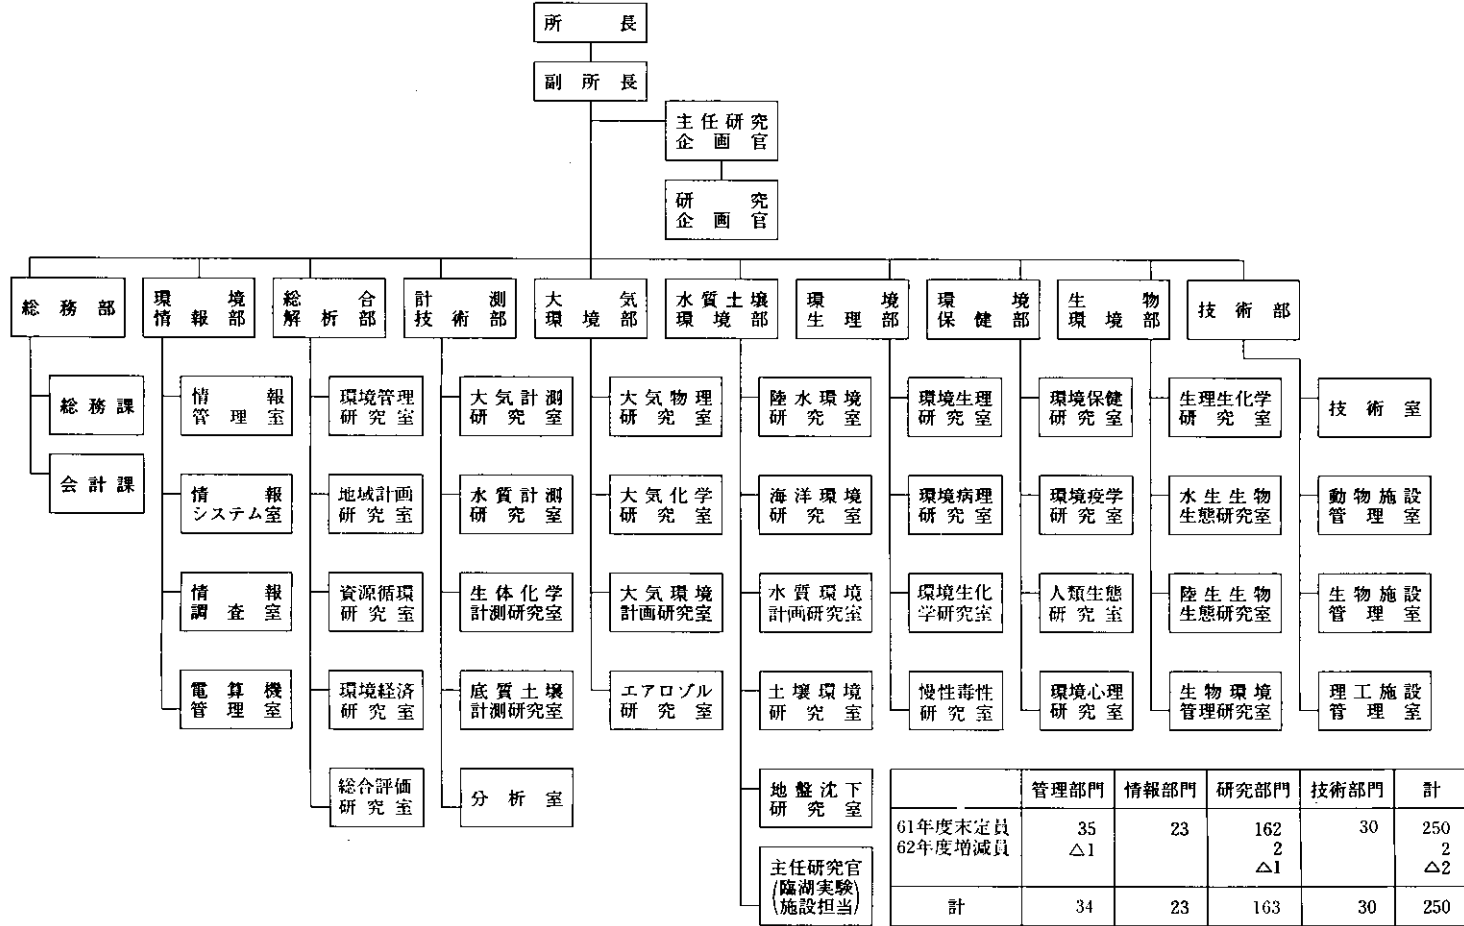 所長
副所長
主任研究
企画官
研究
企画官
総務部
環境
情報部
総合
解析部
計測
技術部
大気
環境部
水質土壌
環境部
環境
生理部
環境
保健部
生物
環境部
技術部
総務課
会計課
情報
管理室
情報
システム室
情報
調査室
電算機
管理室
環境管理
研究室
地域計画
研究室
資源循環
研究室
環境経済
研究室
総合評価
研究室
大気計測
研究室
水質計測
研究室
生体化学
計測研究室
底質土壌
計測研究室
分析室
大気物理
研究室
大気化学
研究室
大気環境
計画研究室
エアロゾル
研究室
陸水環境
研究室
海洋環境
研究室
水質環境
計画研究室
土壌環境
研究室
地盤沈下
研究室
主任研究官
(臨湖実験
施設担当)
環境生理
研究室
環境病理
研究室
環境生化
学研究室
慢性毒性
研究室
環境保健
研究室
環境疫学
研究室
人類生態
研究室
環境心理
研究室
生理生化学
研究室
水生生物
生態研究室
陸生生物
生態研究室
生物環境
管理研究室
技術室
動物施設
管理室
生物施設
管理室
理工施設
管理室
管理部門 情報部門 研究部門 技術部門 計
61年度末定員 35 23 162 30 250
62年度増減員 △1 2 2
△1 △2
計 34 23 163 30 250